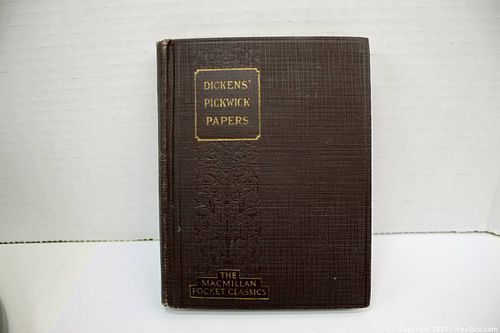 DICKENS'
PICKWICK
PAPERS
THE
MACMILLAN
POCKET CLASSICS